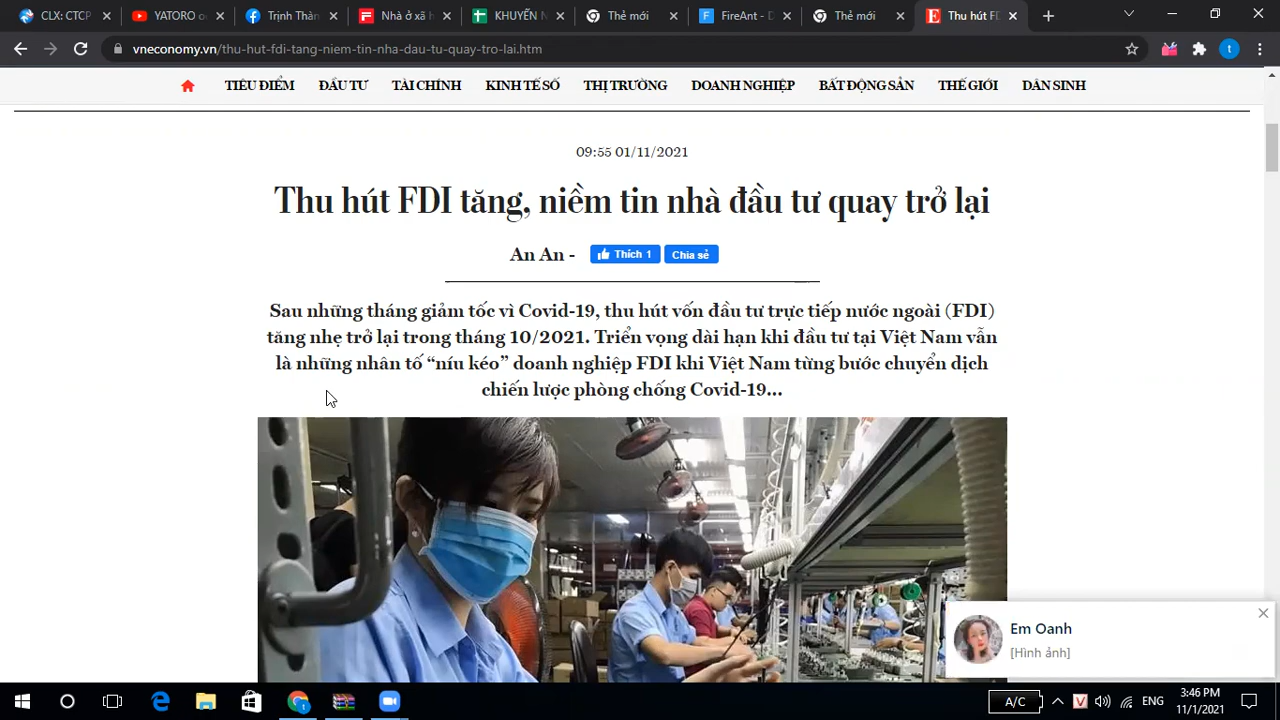 CLX: CTCP
YATORO
Trịnh Thàn
Nhà ở xã h
KHUYẾN N
Thẻ mới
FireAnt - D
Thẻ mới
Thu hút FD
vneconomy.vn/thu-hut-fdi-tang-niem-tin-nha-dau-tu-quay-tro-lai.htm
t
TIÊU ĐIỂM ĐẦU TƯ TÀI CHÍNH KINH TẾ SỐ THỊ TRƯỜNG DOANH NGHIỆP BẤT ĐỘNG SẢN THẾ GIỚI DÂN SINH
09:55 01/11/2021
Thu hút FDI tăng, niềm tin nhà đầu tư quay trở lại
An An -
Thích 1
Chia sẻ
Sau những tháng giảm tốc vì Covid-19, thu hút vốn đầu tư trực tiếp nước ngoài (FDI)
tăng nhẹ trở lại trong tháng 10/2021. Triển vọng dài hạn khi đầu tư tại Việt Nam vẫn
là những nhân tố “níu kéo” doanh nghiệp FDI khi Việt Nam từng bước chuyển dịch
chiến lược phòng chống Covid-19...
Em Oanh
[Hình ảnh]
A/C
V
ENG
3:46 PM
11/1/2021